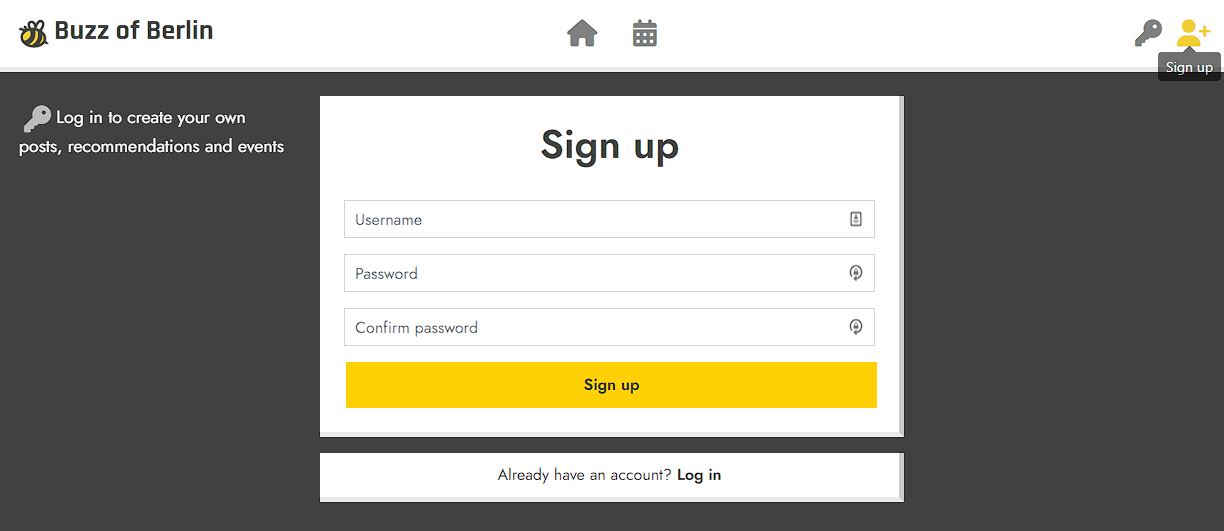 Buzz of Berlin
Sign up
Log in to create your own
posts, recommendations and events
Sign up
Username
Password
Confirm password
Sign up
Already have an account? Log in